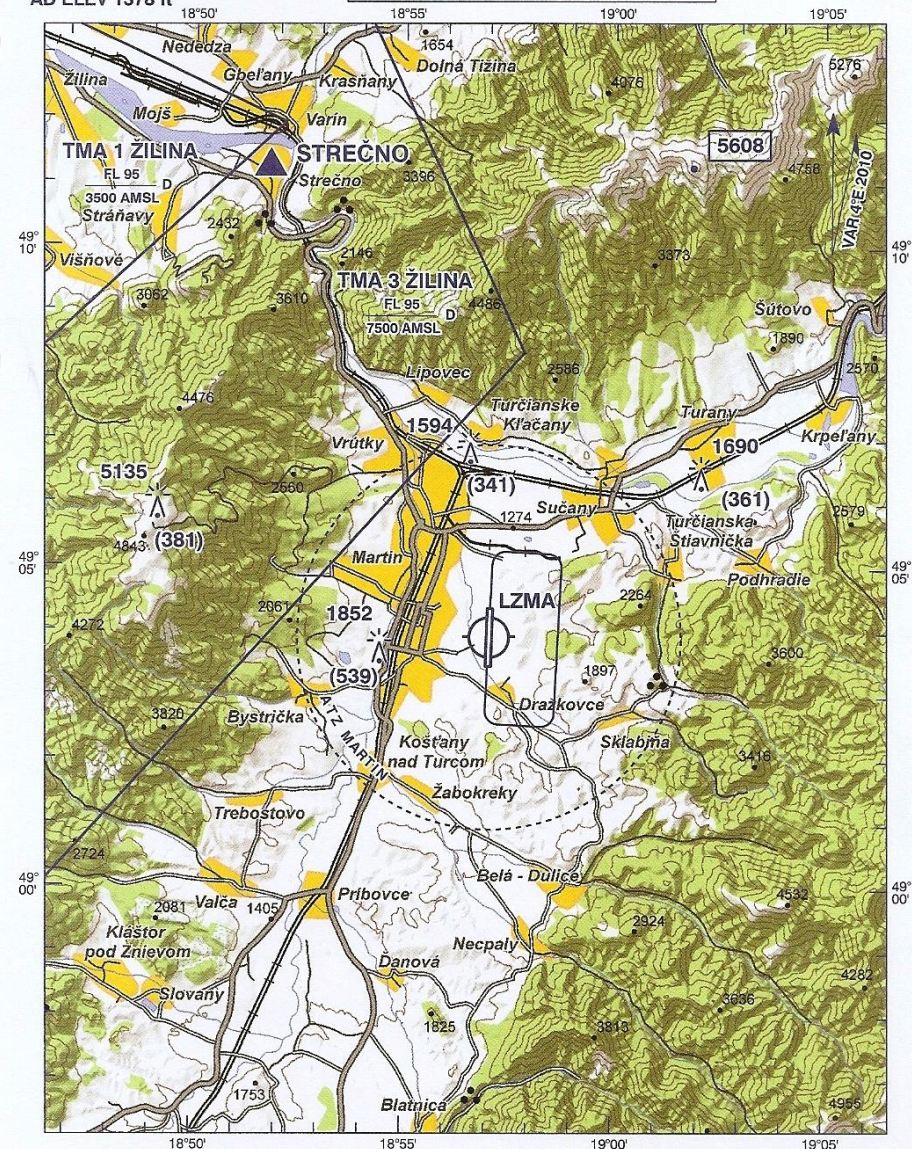 AD ELEV 1378 ft
18°50'
18°55'
19°00'
19°05'
Nededza
1654
Dolná Tižina
5276
Gbeľany
Krasňany
Žilina
4076
Mojš
Varín
5608
TMA 1 ŽILINA
STREČNO
FL 95
D
3500 AMSL
Strečno
3396
4758
VAR 4°E 2010
Stráňavy
2432
49°
10'
49°
10'
Višňové
2146
3373
TMA 3 ŽILINA
FL 95
D
7500 AMSL
3062
3610
4486
Šútovo
1890
2570
Lipovec
2586
4476
Turčianske
Kľačany
1594
Turany
Vrútky
1690
Krpeľany
5135
2560
(341)
(361)
Sučany
1274
Turčianska
Štiavnička
2579
4843
(381)
49°
05'
49°
05'
Martin
Podhradie
LZMA
2061
1852
2264
4272
3600
(539)
1897
Bystrička
Dražkovce
3820
ATZ MARTIN
Košťany
nad Turcom
Sklabiňa
3416
Žabokreky
Trebostovo
2724
49°
00'
49°
00'
Belá - Dulice
Valča
1405
Príbovce
4532
2081
Kláštor
pod Znievom
2924
Necpaly
Ďanová
4282
Slovany
3636
1825
3813
1753
Blatnica
4955
18°50'
18°55'
19°00'
19°05'